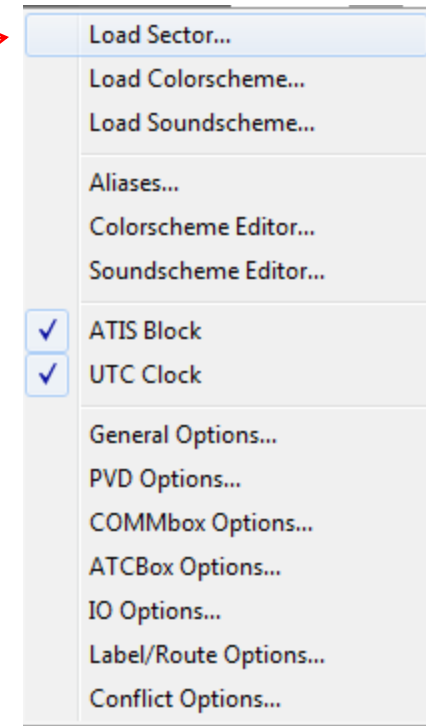 Load Sector...
Load Colorscheme...
Load Soundscheme...
Aliases...
Colorscheme Editor...
Soundscheme Editor...
ATIS Block
UTC Clock
General Options...
PVD Options...
COMMbox Options...
ATCBox Options...
IO Options...
Label/Route Options...
Conflict Options...